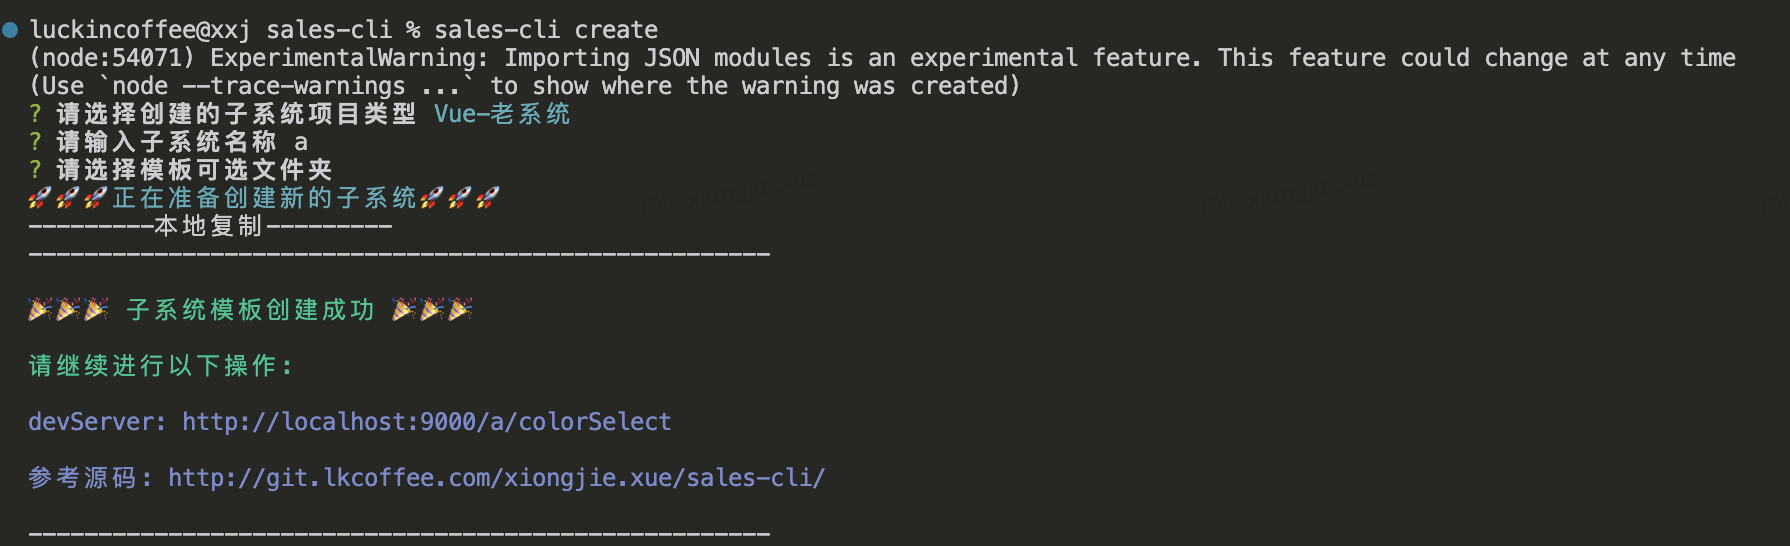 luckincoffee@xxj sales-cli % sales-cli create
(node:54071) ExperimentalWarning: Importing JSON modules is an experimental feature. This feature could change at any time
(Use `node --trace-warnings ...` to show where the warning was created)
? 请选择创建的子系统项目类型 Vue-老系统
? 请输入子系统名称 a
? 请选择模板可选文件夹
🚀🚀🚀正在准备创建新的子系统🚀🚀🚀
---------本地复制---------
-----------------------------------------------------
🎉🎉🎉 子系统模板创建成功 🎉🎉🎉
请继续进行以下操作:
devServer: http://localhost:9000/a/colorSelect
参考源码: http://git.lkcoffee.com/xiongjie.xue/sales-cli/
-----------------------------------------------------